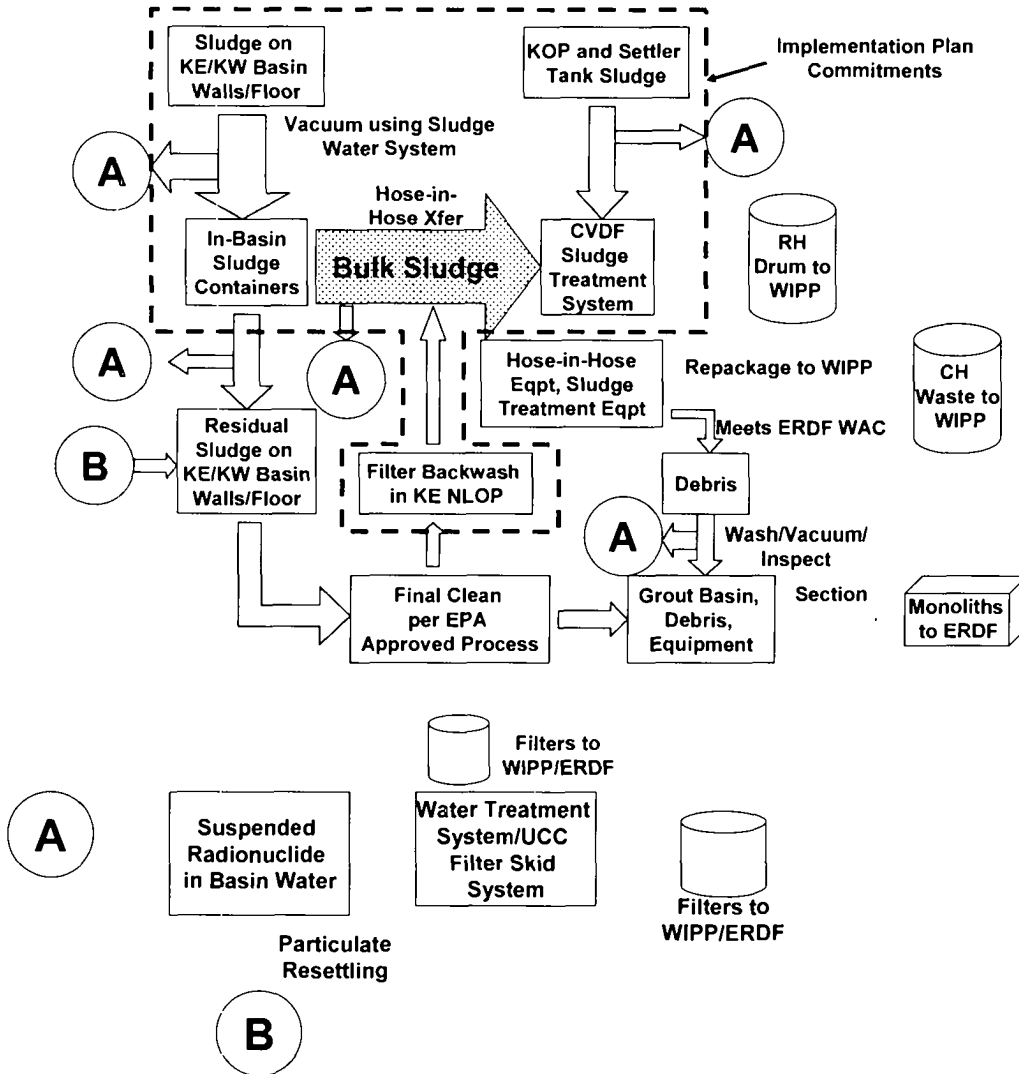 Sludge on
KE/KW Basin
Walls/Floor
KOP and Settler
Tank Sludge
Implementation Plan
Commitments
A
Vacuum using Sludge
Water System
A
Hose-in-
Hose Xfer
In-Basin
Sludge
Containers
Bulk Sludge
CVDF
Sludge
Treatment
System
RH
Drum to
WIPP
A
A
Hose-in-Hose
Eqpt, Sludge
Treatment Eqpt
Repackage to WIPP
CH
Waste to
WIPP
Meets ERDF WAC
B
Residual
Sludge on
KE/KW Basin
Walls/Floor
Filter Backwash
in KE NLOP
Debris
A
Wash/Vacuum/
Inspect
Final Clean
per EPA
Approved Process
Grout Basin,
Debris,
Equipment
Section
Monoliths
to ERDF
Filters to
WIPP/ERDF
A
Suspended
Radionuclide
in Basin Water
Water Treatment
System/UCC
Filter Skid
System
Filters to
WIPP/ERDF
Particulate
Resettling
B